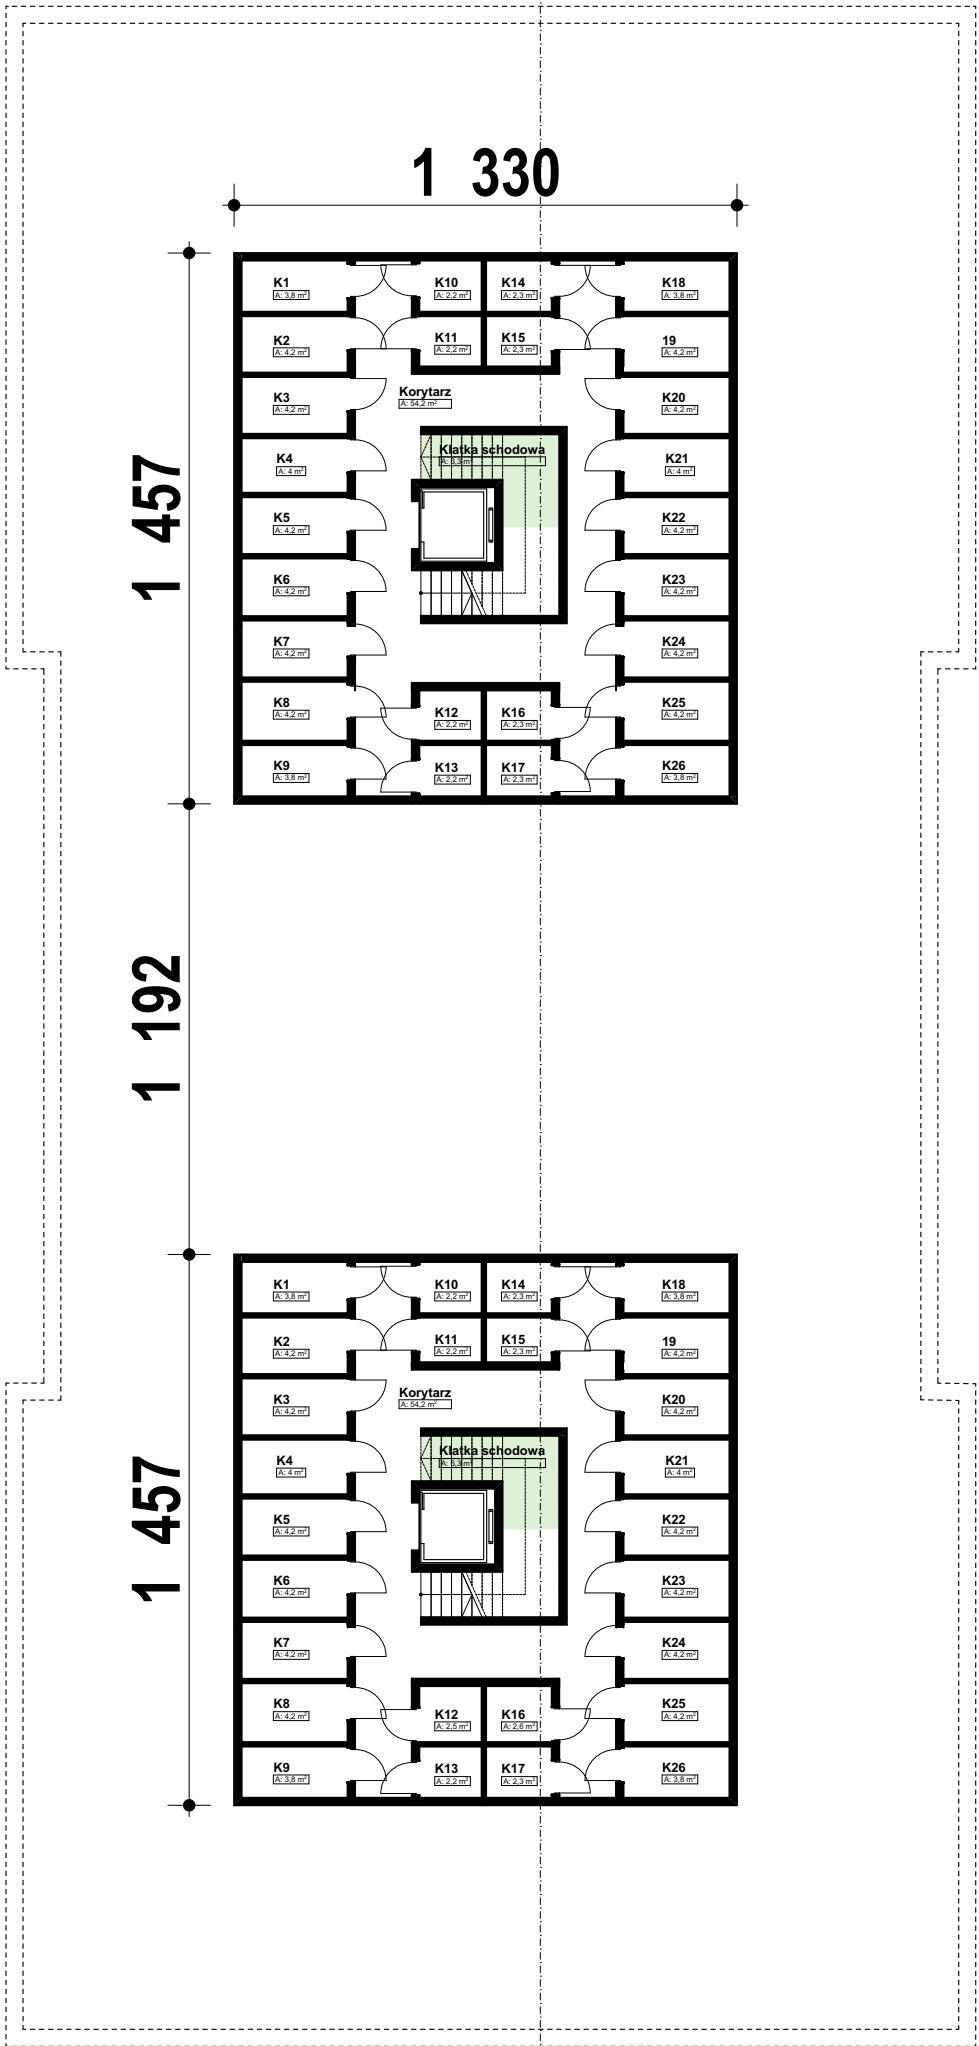 1 330
K1
A: 3,8 m²
K10
A: 2,2 m²
K14
A: 2,3 m²
K18
A: 3,8 m²
K2
A: 4,2 m²
K11
A: 2,2 m²
K15
A: 2,3 m²
19
A: 4,2 m²
K3
A: 4,2 m²
Korytarz
A: 54,2 m²
K20
A: 4,2 m²
1 457
K4
A: 4 m²
Klatka schodowa
K21
A: 4 m²
K5
A: 4,2 m²
K22
A: 4,2 m²
K6
A: 4,2 m²
K23
A: 4,2 m²
K7
A: 4,2 m²
K24
A: 4,2 m²
K8
A: 4,2 m²
K12
A: 2,2 m²
K16
A: 2,3 m²
K25
A: 4,2 m²
K9
A: 3,8 m²
K13
A: 2,2 m²
K17
A: 2,3 m²
K26
A: 3,8 m²
1 192
K1
A: 3,8 m²
K10
A: 2,2 m²
K14
A: 2,3 m²
K18
A: 3,8 m²
K2
A: 4,2 m²
K11
A: 2,2 m²
K15
A: 2,3 m²
19
A: 4,2 m²
K3
A: 4,2 m²
Korytarz
A: 54,2 m²
K20
A: 4,2 m²
1 457
K4
A: 4 m²
Klatka schodowa
K21
A: 4 m²
K5
A: 4,2 m²
K22
A: 4,2 m²
K6
A: 4,2 m²
K23
A: 4,2 m²
K7
A: 4,2 m²
K24
A: 4,2 m²
K8
A: 4,2 m²
K12
A: 2,5 m²
K16
A: 2,6 m²
K25
A: 4,2 m²
K9
A: 3,8 m²
K13
A: 2,2 m²
K17
A: 2,3 m²
K26
A: 3,8 m²